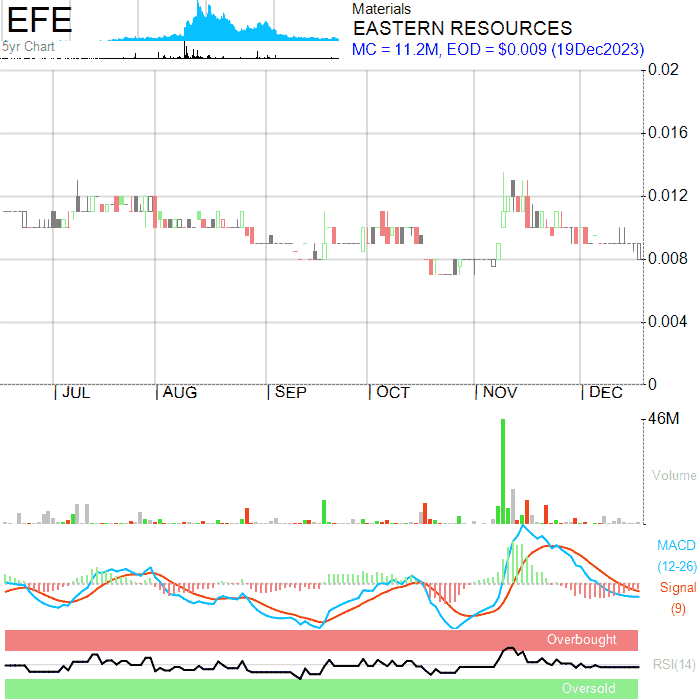 EFE
5yr Chart
Materials
EASTERN RESOURCES
MC = 11.2M, EOD = $0.009 (19Dec2023)
0.02
0.016
0.012
0.008
0.004
0
| JUL | AUG | SEP | OCT | NOV | DEC
46M
Volume
MACD
(12-26)
Signal
(9)
Overbought
RSI(14)
Oversold